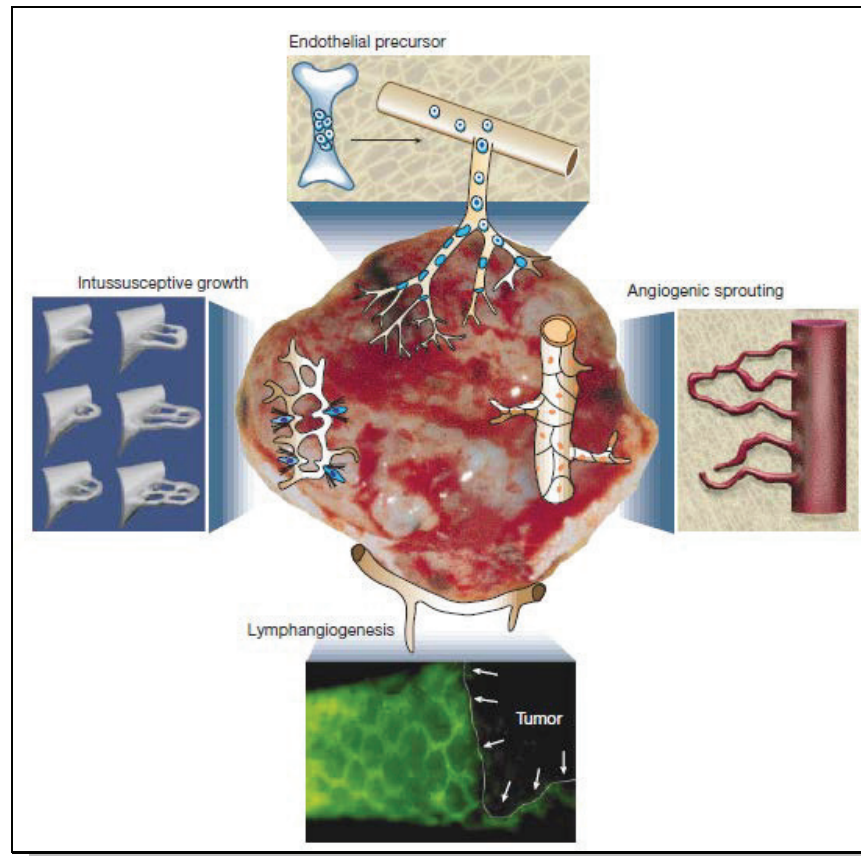 Endothelial precursor
Intussusceptive growth
Angiogenic sprouting
Lymphangiogenesis
Tumor